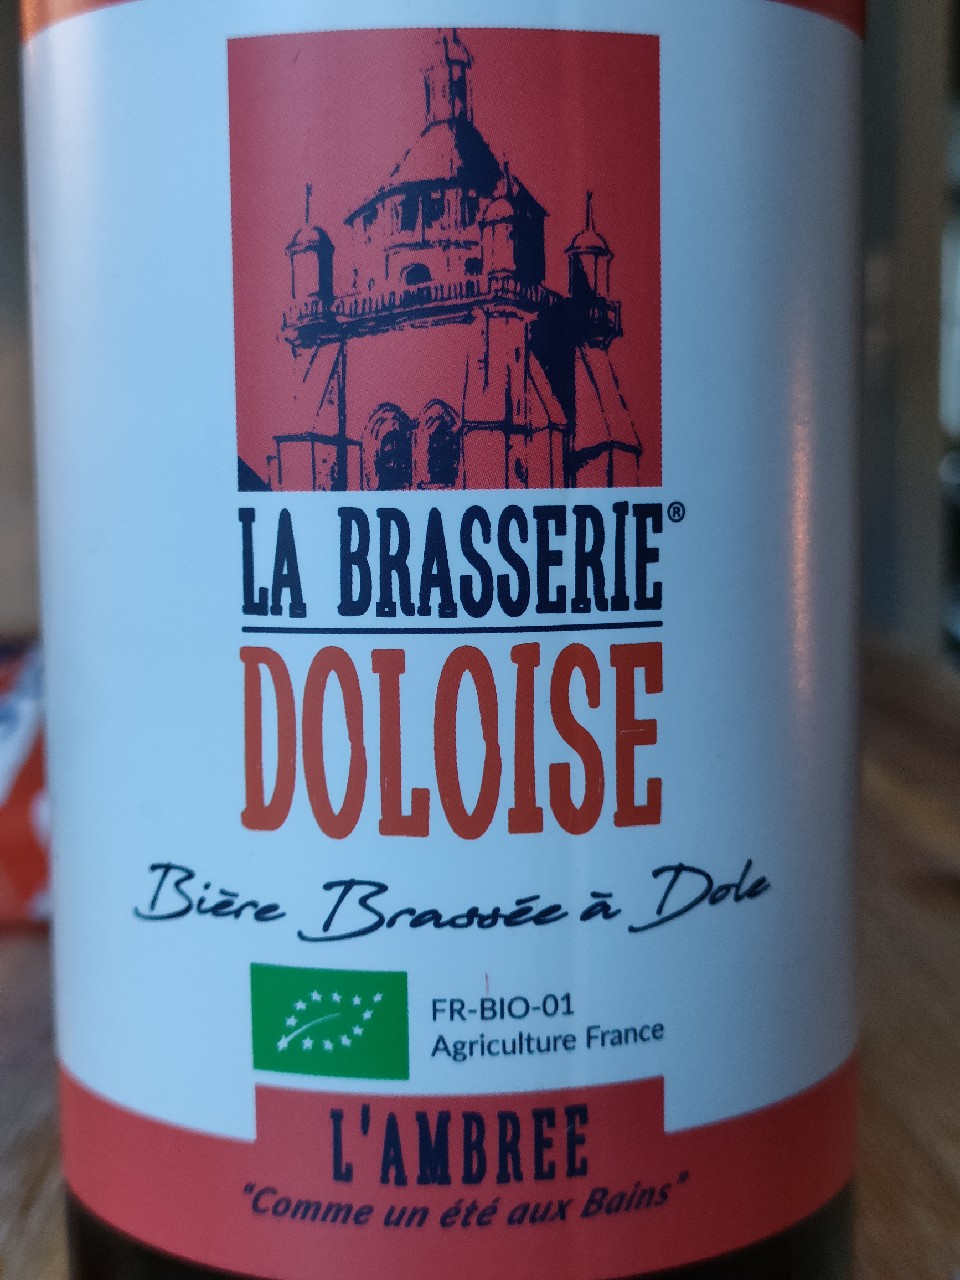 LA BRASSERIE®
DOLOISE
Bière Brassée à Dole
FR-BIO-01
Agriculture France
L'AMBREE
"Comme un été aux Bains"